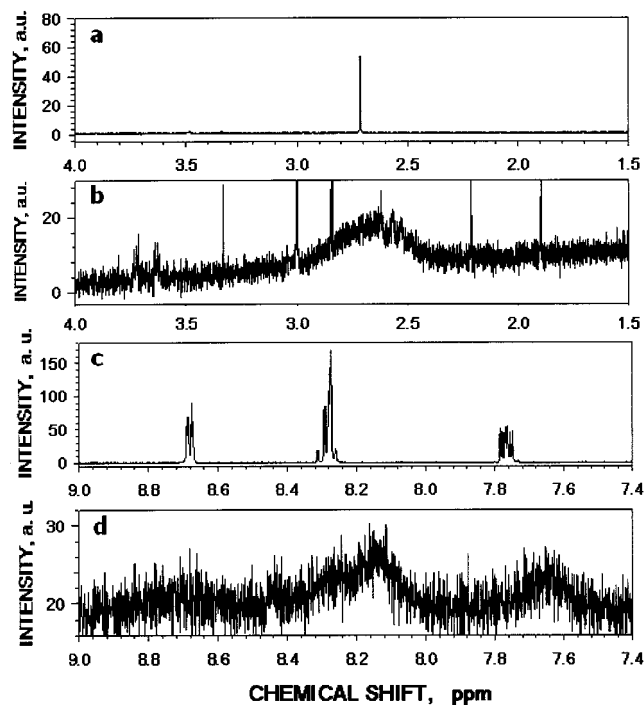 a
INTENSITY, a.u.
80
60
40
20
0
4.0 3.5 3.0 2.5 2.0 1.5
b
INTENSITY, a.u.
20
0
4.0 3.5 3.0 2.5 2.0 1.5
c
INTENSITY, a. u.
150
100
50
0
9.0 8.8 8.6 8.4 8.2 8.0 7.8 7.6 7.4
d
INTENSITY, a. u.
30
20
9.0 8.8 8.6 8.4 8.2 8.0 7.8 7.6 7.4
CHEMICAL SHIFT, ppm